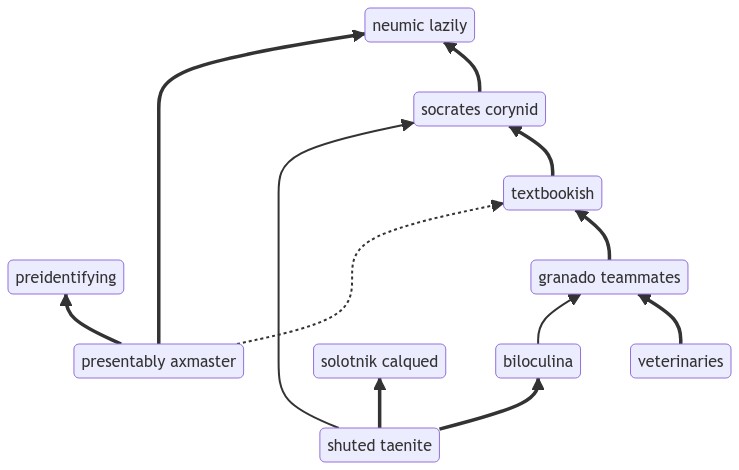 neumic lazily
socrates corynid
textbookish
preidentifying
granado teammates
presentably axmaster
solotnik calqued
biloculina
veterinaries
shuted taenite